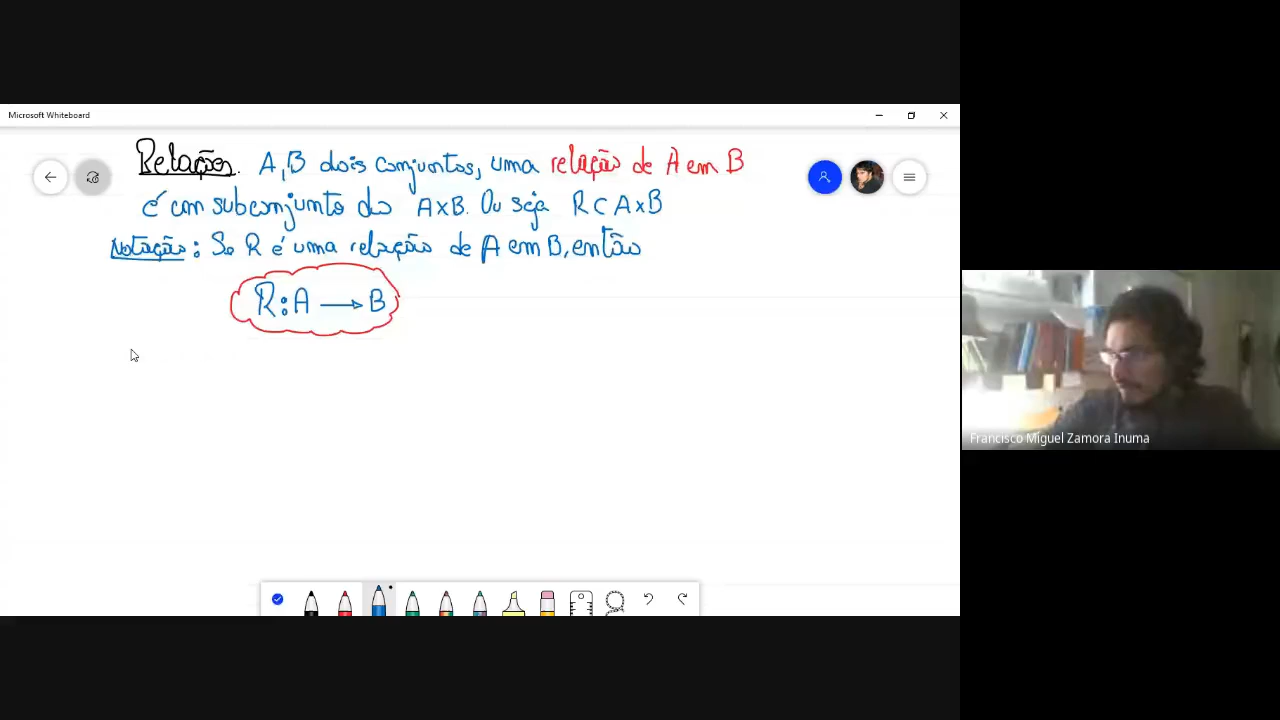 Microsoft Whiteboard
Relações. A,B dois conjuntos, uma relação de A em B
é com subconjunto do A×B. Ou seja R⊂A×B
Notação: Se R é uma relação de A em B, então
R:A → B
Francisco Miguel Zamora Inuma